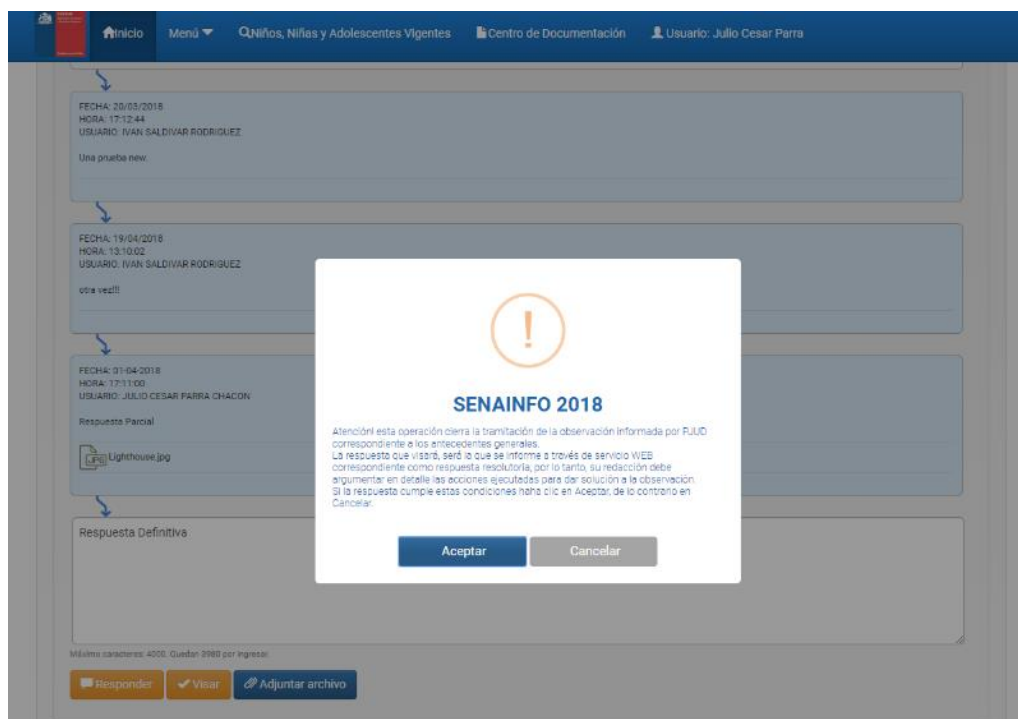 Inicio Menú Niños, Niñas y Adolescentes Vigentes Centro de Documentación Usuario: Julio Cesar Parra
FECHA: 20/03/2018
HORA: 17:12:44
USUARIO: IVAN SALDIVAR RODRIGUEZ
Una prueba new.
FECHA: 19/04/2018
HORA: 13:10:02
USUARIO: IVAN SALDIVAR RODRIGUEZ
otra vez!!!
FECHA: 01-04-2018
HORA: 17:11:00
USUARIO: JULIO CESAR PARRA CHACON
Respuesta Parcial
JPG Lighthouse.jpg
Respuesta Definitiva
Máximo caracteres: 4000. Quedan 3980 por ingresar.
Responder Visar Adjuntar archivo
!
SENAINFO 2018
Atención! esta operación cierra la tramitación de la observación informada por PJUD
correspondiente a los antecedentes generales.
La respuesta que visará, será la que se informe a través de servicio WEB
correspondiente como respuesta resolutoria, por lo tanto, su redacción debe
argumentar en detalle las acciones ejecutadas para dar solución a la observación.
Si la respuesta cumple estas condiciones haha clic en Aceptar, de lo contrario en
Cancelar.
Aceptar Cancelar